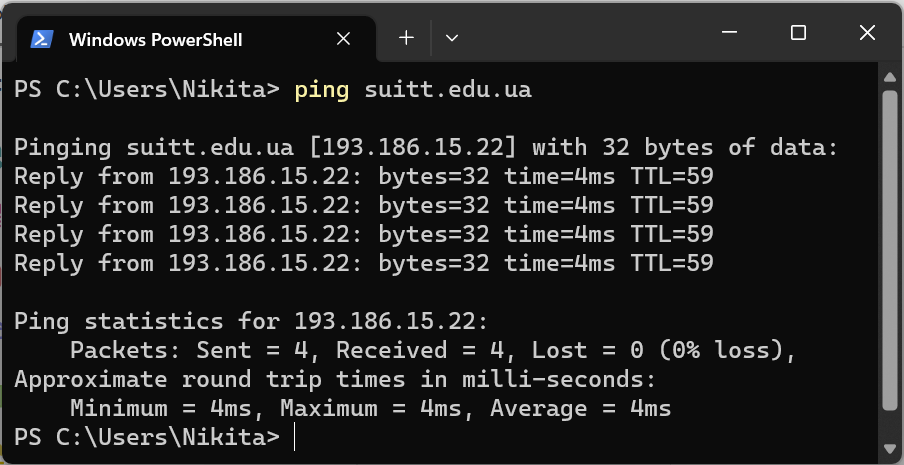 Windows PowerShell
PS C:\Users\Nikita> ping suitt.edu.ua
Pinging suitt.edu.ua [193.186.15.22] with 32 bytes of data:
Reply from 193.186.15.22: bytes=32 time=4ms TTL=59
Reply from 193.186.15.22: bytes=32 time=4ms TTL=59
Reply from 193.186.15.22: bytes=32 time=4ms TTL=59
Reply from 193.186.15.22: bytes=32 time=4ms TTL=59
Ping statistics for 193.186.15.22:
    Packets: Sent = 4, Received = 4, Lost = 0 (0% loss),
Approximate round trip times in milli-seconds:
    Minimum = 4ms, Maximum = 4ms, Average = 4ms
PS C:\Users\Nikita>